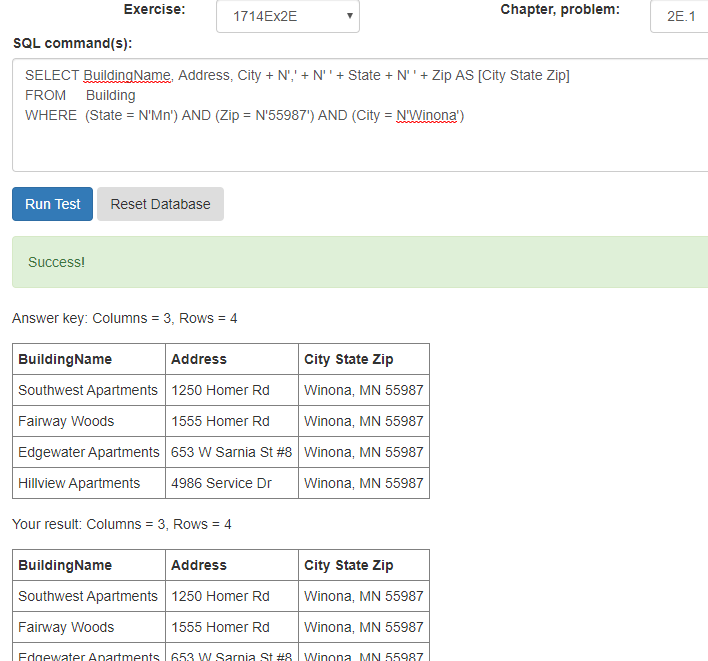 Exercise: 1714Ex2E Chapter, problem: 2E.1
SQL command(s):
SELECT BuildingName, Address, City + N',' + N' ' + State + N' ' + Zip AS [City State Zip]
FROM Building
WHERE (State = N'Mn') AND (Zip = N'55987') AND (City = N'Winona')
Run Test Reset Database
Success!
Answer key: Columns = 3, Rows = 4
BuildingName Address City State Zip
Southwest Apartments 1250 Homer Rd Winona, MN 55987
Fairway Woods 1555 Homer Rd Winona, MN 55987
Edgewater Apartments 653 W Sarnia St #8 Winona, MN 55987
Hillview Apartments 4986 Service Dr Winona, MN 55987
Your result: Columns = 3, Rows = 4
BuildingName Address City State Zip
Southwest Apartments 1250 Homer Rd Winona, MN 55987
Fairway Woods 1555 Homer Rd Winona, MN 55987
Edgewater Apartments 653 W Sarnia St #8 Winona, MN 55987